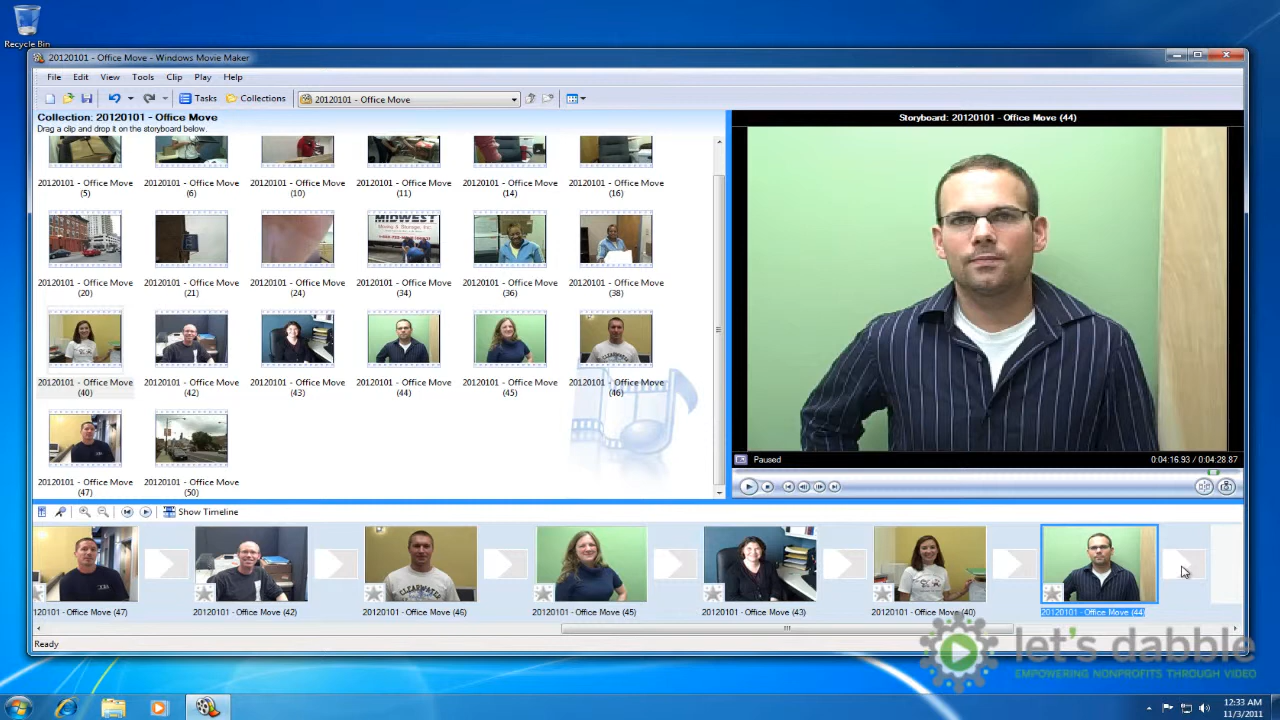 Recycle Bin
20120101 - Office Move - Windows Movie Maker
File Edit View Tools Clip Play Help
Tasks Collections 20120101 - Office Move
Collection: 20120101 - Office Move
Drag a clip and drop it on the storyboard below.
20120101 - Office Move (5)
20120101 - Office Move (6)
20120101 - Office Move (10)
20120101 - Office Move (11)
20120101 - Office Move (14)
20120101 - Office Move (16)
MIDWEST
20120101 - Office Move (20)
20120101 - Office Move (21)
20120101 - Office Move (24)
20120101 - Office Move (34)
20120101 - Office Move (36)
20120101 - Office Move (38)
20120101 - Office Move (40)
20120101 - Office Move (42)
20120101 - Office Move (43)
20120101 - Office Move (44)
20120101 - Office Move (45)
20120101 - Office Move (46)
20120101 - Office Move (47)
20120101 - Office Move (50)
Storyboard: 20120101 - Office Move (44)
Paused 0:04:16.93 / 0:04:28.87
Show Timeline
20120101 - Office Move (47)
20120101 - Office Move (42)
20120101 - Office Move (46)
20120101 - Office Move (45)
20120101 - Office Move (43)
20120101 - Office Move (40)
20120101 - Office Move (44)
Ready
let's dabble
EMPOWERING NONPROFITS THROUGH VIDEO
12:33 AM
11/3/2011